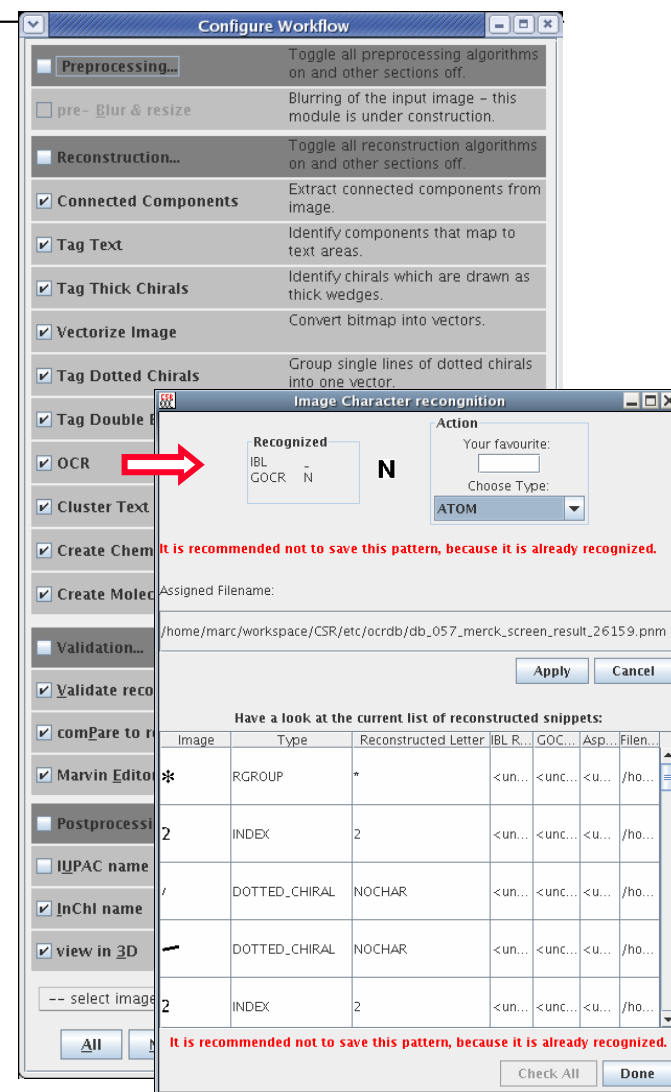 Configure Workflow
Preprocessing...
Toggle all preprocessing algorithms
on and other sections off.
pre- Blur & resize
Blurring of the input image – this
module is under construction.
Reconstruction...
Toggle all reconstruction algorithms
on and other sections off.
Connected Components
Extract connected components from
image.
Tag Text
Identify components that map to
text areas.
Tag Thick Chirals
Identify chirals which are drawn as
thick wedges.
Vectorize Image
Convert bitmap into vectors.
Tag Dotted Chirals
Group single lines of dotted chirals
into one vector.
Tag Double
OCR
Cluster Text
Create Chem
Create Molec
Validation...
Validate reco
comPare to r
Marvin Editor
Postprocessi
IUPAC name
InChI name
view in 3D
-- select image
All
N
CSR
Image Character recongnition
Recognized
IBL _
GOCR N
N
Action
Your favourite:
Choose Type:
ATOM
It is recommended not to save this pattern, because it is already recognized.
Assigned Filename:
/home/marc/workspace/CSR/etc/ocrdb/db_057_merck_screen_result_26159.pnm
Apply Cancel
Have a look at the current list of reconstructed snippets:
Image Type Reconstructed Letter IBL R... GOC... Asp... Filen...
* RGROUP * <un... <unc... <u... /ho...
2 INDEX 2 <un... <unc... <u... /ho...
DOTTED_CHIRAL NOCHAR <un... <unc... <u... /ho...
DOTTED_CHIRAL NOCHAR <un... <unc... <u... /ho...
2 INDEX 2 <un... <unc... <u... /ho...
It is recommended not to save this pattern, because it is already recognized.
Check All Done